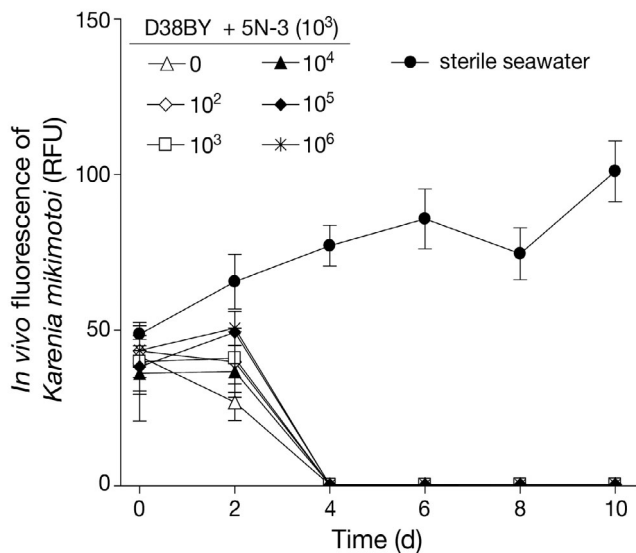 D38BY + 5N-3 (10³)
0
10²
10³
10⁴
10⁵
10⁶
sterile seawater
In vivo fluorescence of
Karenia mikimotoi (RFU)
150
100
50
0
0 2 4 6 8 10
Time (d)